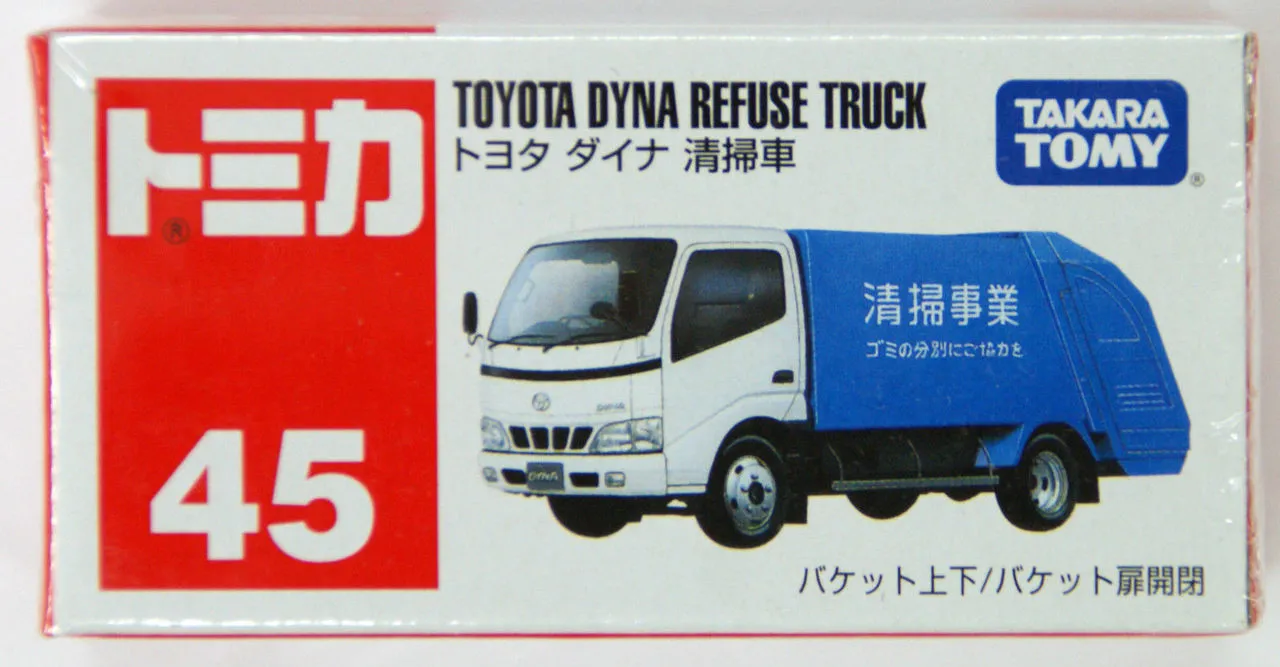 トミカ
®
45
TOYOTA DYNA REFUSE TRUCK
トヨタ ダイナ 清掃車
TAKARA
TOMY
®
清掃事業
ゴミの分別にご協力を
DYNA
DYNA
バケット上下/バケット扉開閉